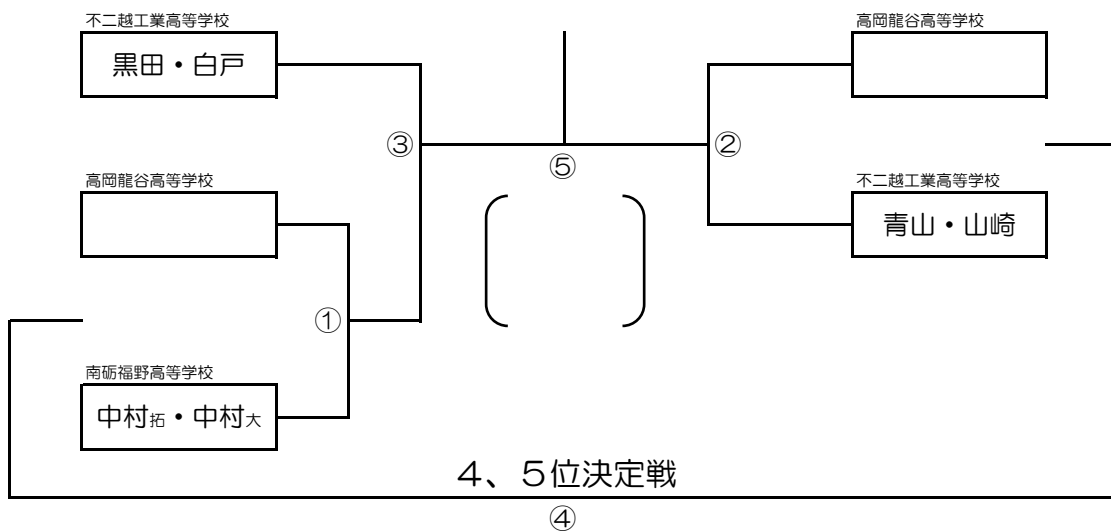 不二越工業高等学校
黒田・白戸
高岡龍谷高等学校
③
②
⑤
高岡龍谷高等学校
不二越工業高等学校
青山・山崎
①
南砺福野高等学校
中村拓・中村大
４、５位決定戦
④